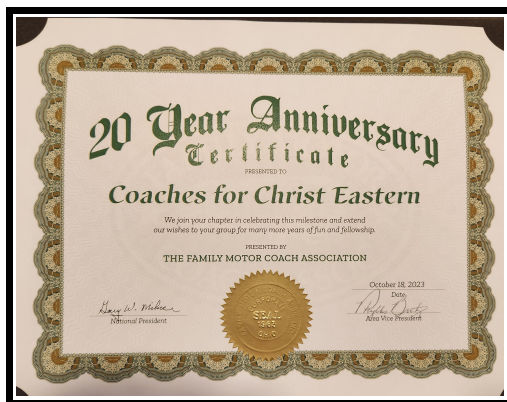 20 Year Anniversary
Certificate
PRESENTED TO
Coaches for Christ Eastern
We join your chapter in celebrating this milestone and extend
our wishes to your group for many more years of fun and fellowship.
PRESENTED BY
THE FAMILY MOTOR COACH ASSOCIATION
October 18, 2023
Date
National President
Area Vice President
SEAL